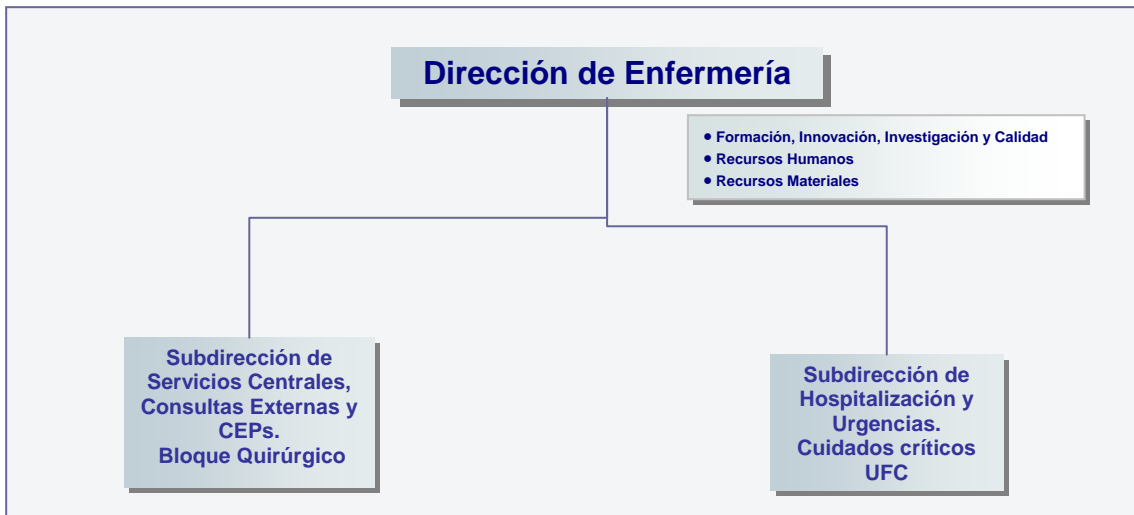 Dirección de Enfermería
• Formación, Innovación, Investigación y Calidad
• Recursos Humanos
• Recursos Materiales
Subdirección de
Servicios Centrales,
Consultas Externas y
CEPs.
Bloque Quirúrgico
Subdirección de
Hospitalización y
Urgencias.
Cuidados críticos
UFC